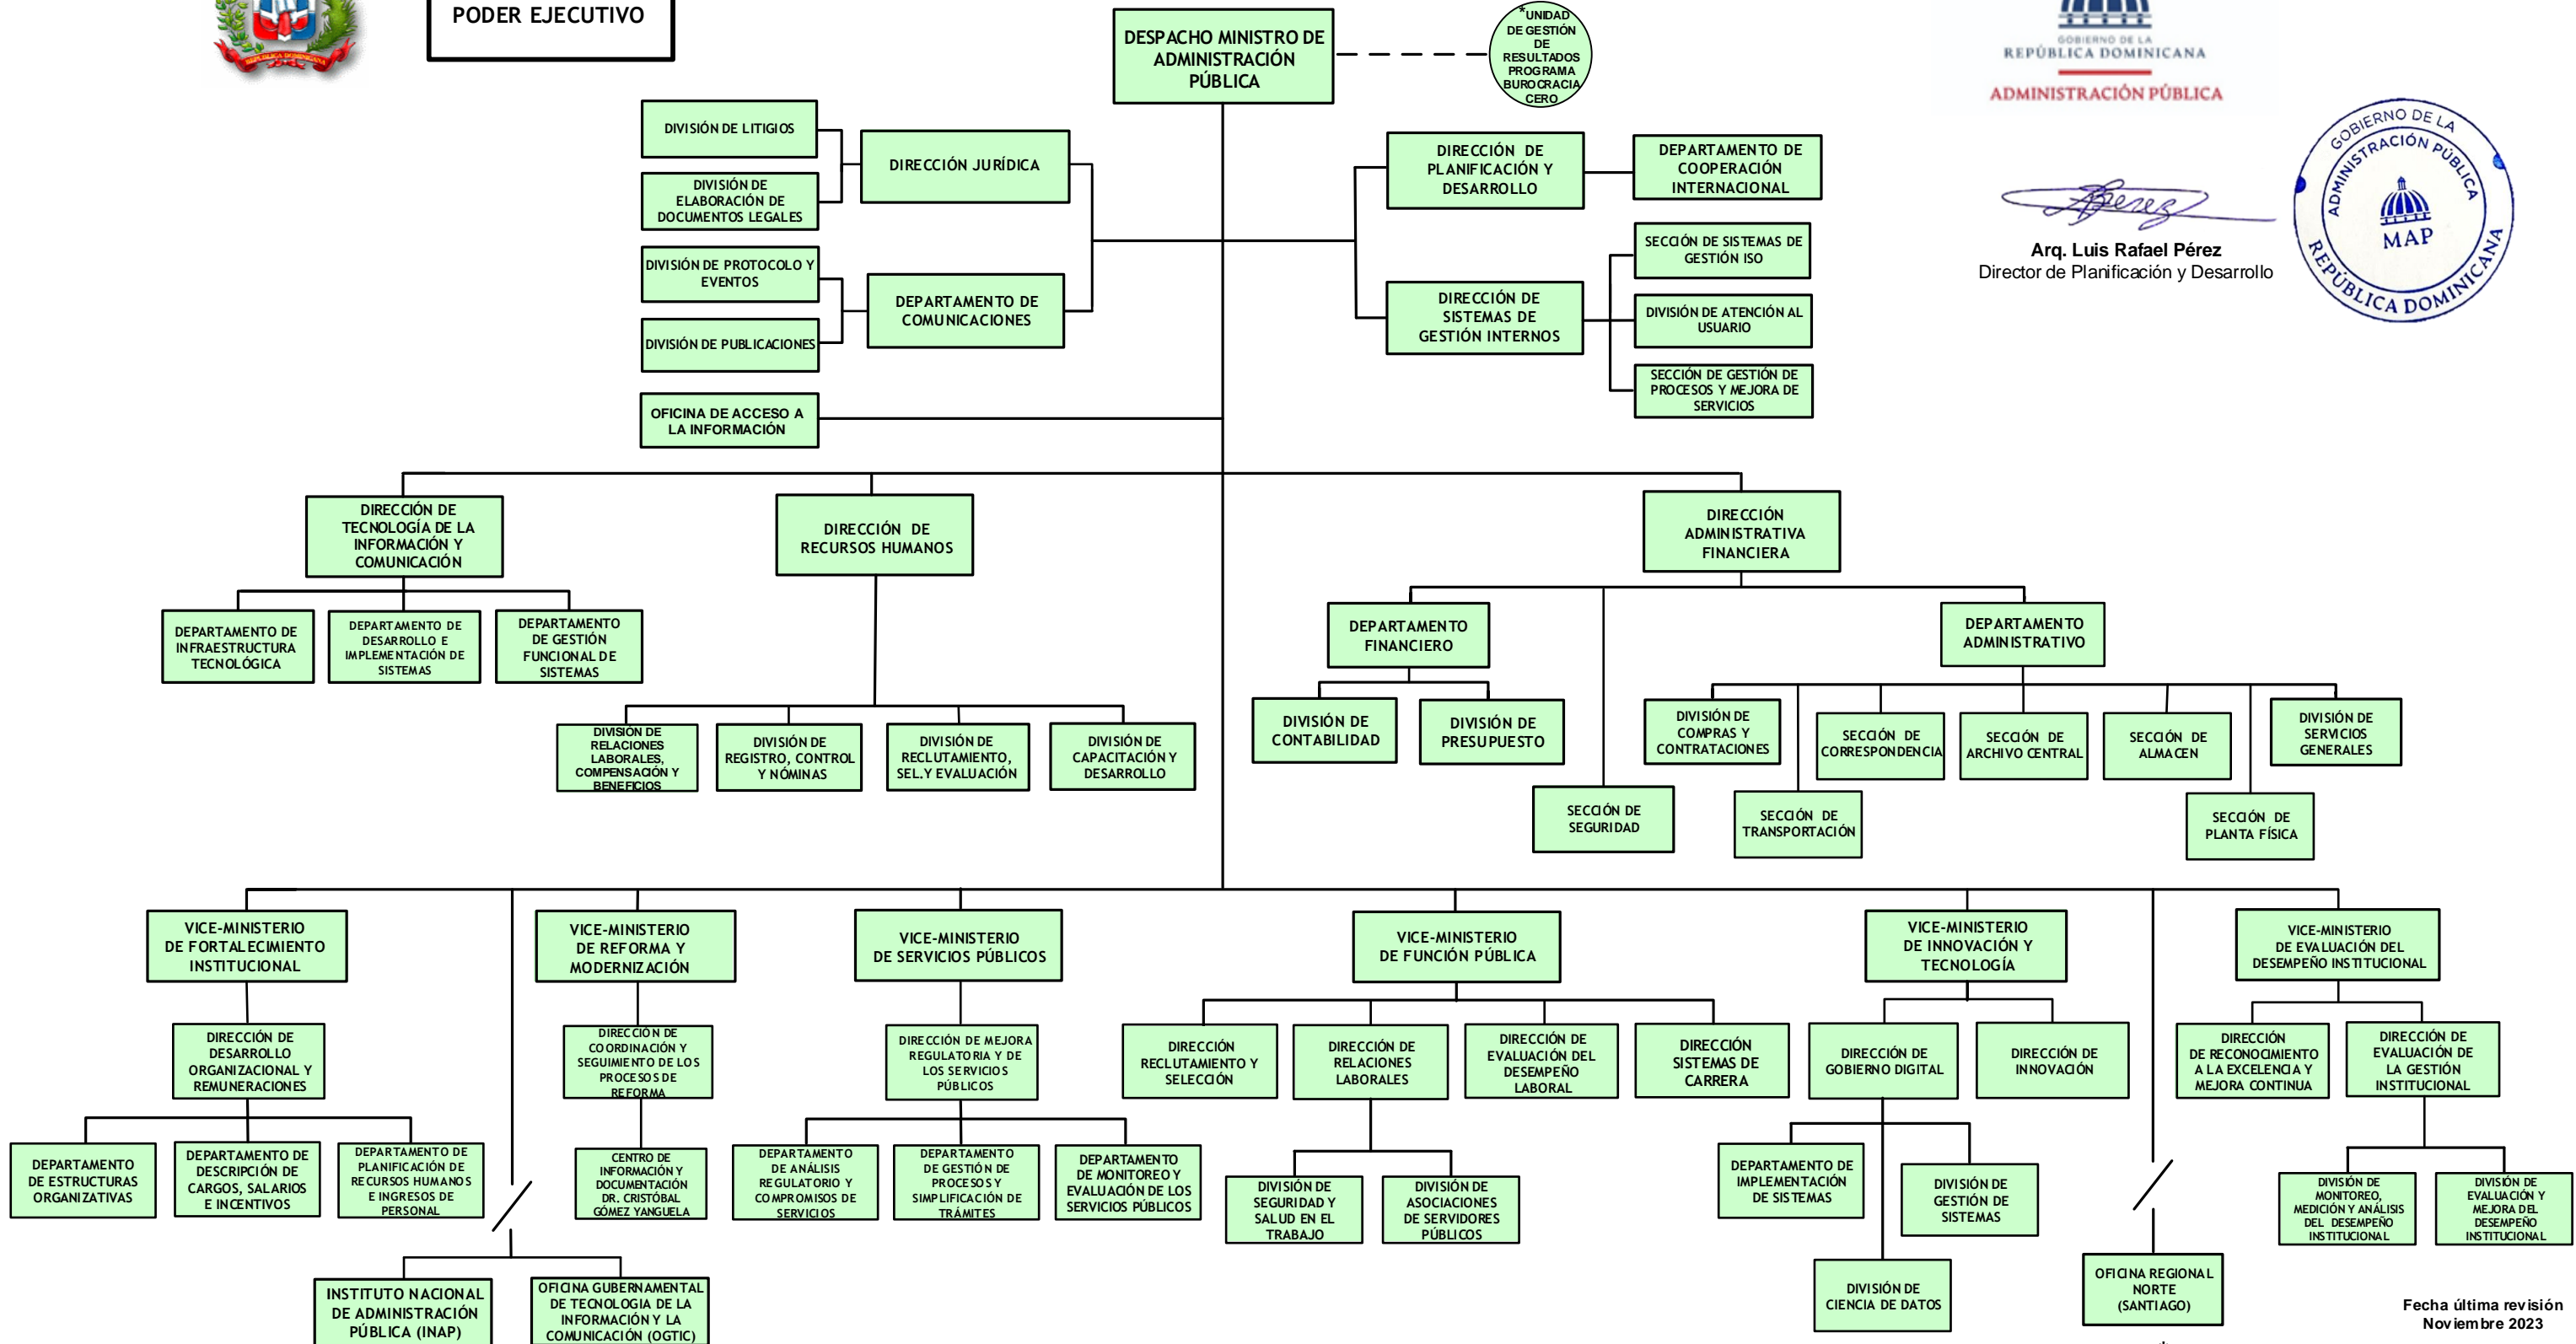 REPÚBLICA DOMINICANA
PODER EJECUTIVO
DESPACHO MINISTRO DE
ADMINISTRACIÓN
PÚBLICA
*UNIDAD
DE GESTIÓN
DE
RESULTADOS
PROGRAMA
BUROCRACIA
CERO
GOBIERNO DE LA
REPÚBLICA DOMINICANA
ADMINISTRACIÓN PÚBLICA
GOBIERNO DE LA
ADMINISTRACIÓN PÚBLICA
MAP
REPÚBLICA DOMINICANA
Arq. Luis Rafael Pérez
Director de Planificación y Desarrollo
DIVISIÓN DE LITIGIOS
DIVISIÓN DE
ELABORACIÓN DE
DOCUMENTOS LEGALES
DIRECCIÓN JURÍDICA
DIVISIÓN DE PROTOCOLO Y
EVENTOS
DIVISIÓN DE PUBLICACIONES
DEPARTAMENTO DE
COMUNICACIONES
OFICINA DE ACCESO A
LA INFORMACIÓN
DIRECCIÓN DE
PLANIFICACIÓN Y
DESARROLLO
DEPARTAMENTO DE
COOPERACIÓN
INTERNACIONAL
DIRECCIÓN DE
SISTEMAS DE
GESTIÓN INTERNOS
SECCIÓN DE SISTEMAS DE
GESTIÓN ISO
DIVISIÓN DE ATENCIÓN AL
USUARIO
SECCIÓN DE GESTIÓN DE
PROCESOS Y MEJORA DE
SERVICIOS
DIRECCIÓN DE
TECNOLOGÍA DE LA
INFORMACIÓN Y
COMUNICACIÓN
DIRECCIÓN DE
RECURSOS HUMANOS
DIRECCIÓN
ADMINISTRATIVA
FINANCIERA
DEPARTAMENTO DE
INFRAESTRUCTURA
TECNOLÓGICA
DEPARTAMENTO DE
DESARROLLO E
IMPLEMENTACIÓN DE
SISTEMAS
DEPARTAMENTO
DE GESTIÓN
FUNCIONAL DE
SISTEMAS
DEPARTAMENTO
FINANCIERO
DEPARTAMENTO
ADMINISTRATIVO
DIVISIÓN DE
RELACIONES
LABORALES,
COMPENSACIÓN Y
BENEFICIOS
DIVISIÓN DE
REGISTRO, CONTROL
Y NÓMINAS
DIVISIÓN DE
RECLUTAMIENTO,
SEL.Y EVALUACIÓN
DIVISIÓN DE
CAPACITACIÓN Y
DESARROLLO
DIVISIÓN DE
CONTABILIDAD
DIVISIÓN DE
PRESUPUESTO
DIVISIÓN DE
COMPRAS Y
CONTRATACIONES
SECCIÓN DE
CORRESPONDENCIA
SECCIÓN DE
ARCHIVO CENTRAL
SECCIÓN DE
ALMACEN
DIVISIÓN DE
SERVICIOS
GENERALES
SECCIÓN DE
SEGURIDAD
SECCIÓN DE
TRANSPORTACIÓN
SECCIÓN DE
PLANTA FÍSICA
VICE-MINISTERIO
DE FORTALECIMIENTO
INSTITUCIONAL
VICE-MINISTERIO
DE REFORMA Y
MODERNIZACIÓN
VICE-MINISTERIO
DE SERVICIOS PÚBLICOS
VICE-MINISTERIO
DE FUNCIÓN PÚBLICA
VICE-MINISTERIO
DE INNOVACIÓN Y
TECNOLOGÍA
VICE-MINISTERIO
DE EVALUACIÓN DEL
DESEMPEÑO INSTITUCIONAL
DIRECCIÓN DE
DESARROLLO
ORGANIZACIONAL Y
REMUNERACIONES
DIRECCIÓN DE
COORDINACIÓN Y
SEGUIMIENTO DE LOS
PROCESOS DE
REFORMA
DIRECCIÓN DE MEJORA
REGULATORIA Y DE
LOS SERVICIOS
PÚBLICOS
DIRECCIÓN
RECLUTAMIENTO Y
SELECCIÓN
DIRECCIÓN DE
RELACIONES
LABORALES
DIRECCIÓN DE
EVALUACIÓN DEL
DESEMPEÑO
LABORAL
DIRECCIÓN
SISTEMAS DE
CARRERA
DIRECCIÓN DE
GOBIERNO DIGITAL
DIRECCIÓN DE
INNOVACIÓN
DIRECCIÓN
DE RECONOCIMIENTO
A LA EXCELENCIA Y
MEJORA CONTINUA
DIRECCIÓN DE
EVALUACIÓN DE
LA GESTIÓN
INSTITUCIONAL
DEPARTAMENTO
DE ESTRUCTURAS
ORGANIZATIVAS
DEPARTAMENTO DE
DESCRIPCIÓN DE
CARGOS, SALARIOS
E INCENTIVOS
DEPARTAMENTO DE
PLANIFICACIÓN DE
RECURSOS HUMANOS
E INGRESOS DE
PERSONAL
CENTRO DE
INFORMACIÓN Y
DOCUMENTACIÓN
DR. CRISTÓBAL
GÓMEZ YANGUELA
DEPARTAMENTO
DE ANÁLISIS
REGULATORIO Y
COMPROMISOS DE
SERVICIOS
DEPARTAMENTO
DE GESTIÓN DE
PROCESOS Y
SIMPLIFICACIÓN DE
TRÁMITES
DEPARTAMENTO
DE MONITOREO Y
EVALUACIÓN DE LOS
SERVICIOS PÚBLICOS
DIVISIÓN DE
SEGURIDAD Y
SALUD EN EL
TRABAJO
DIVISIÓN DE
ASOCIACIONES
DE SERVIDORES
PÚBLICOS
DEPARTAMENTO DE
IMPLEMENTACIÓN
DE SISTEMAS
DIVISIÓN DE
GESTIÓN DE
SISTEMAS
DIVISIÓN DE
MONITOREO,
MEDICIÓN Y ANÁLISIS
DEL DESEMPEÑO
INSTITUCIONAL
DIVISIÓN DE
EVALUACIÓN Y
MEJORA DEL
DESEMPEÑO
INSTITUCIONAL
INSTITUTO NACIONAL
DE ADMINISTRACIÓN
PÚBLICA (INAP)
OFICINA GUBERNAMENTAL
DE TECNOLOGIA DE LA
INFORMACIÓN Y LA
COMUNICACIÓN (OGTIC)
DIVISIÓN DE
CIENCIA DE DATOS
OFICINA REGIONAL
NORTE
(SANTIAGO)
Fecha última revisión
Noviembre 2023